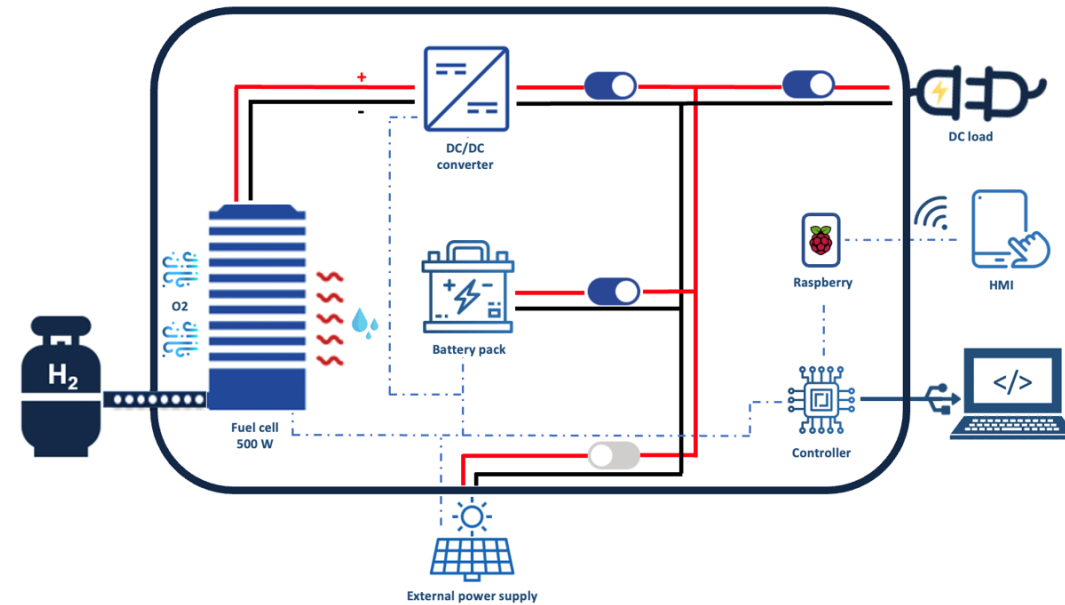 +
-
DC/DC
converter
DC load
O2
Battery pack
Raspberry
HMI
H2
Fuel cell
500 W
Controller
</>
External power supply